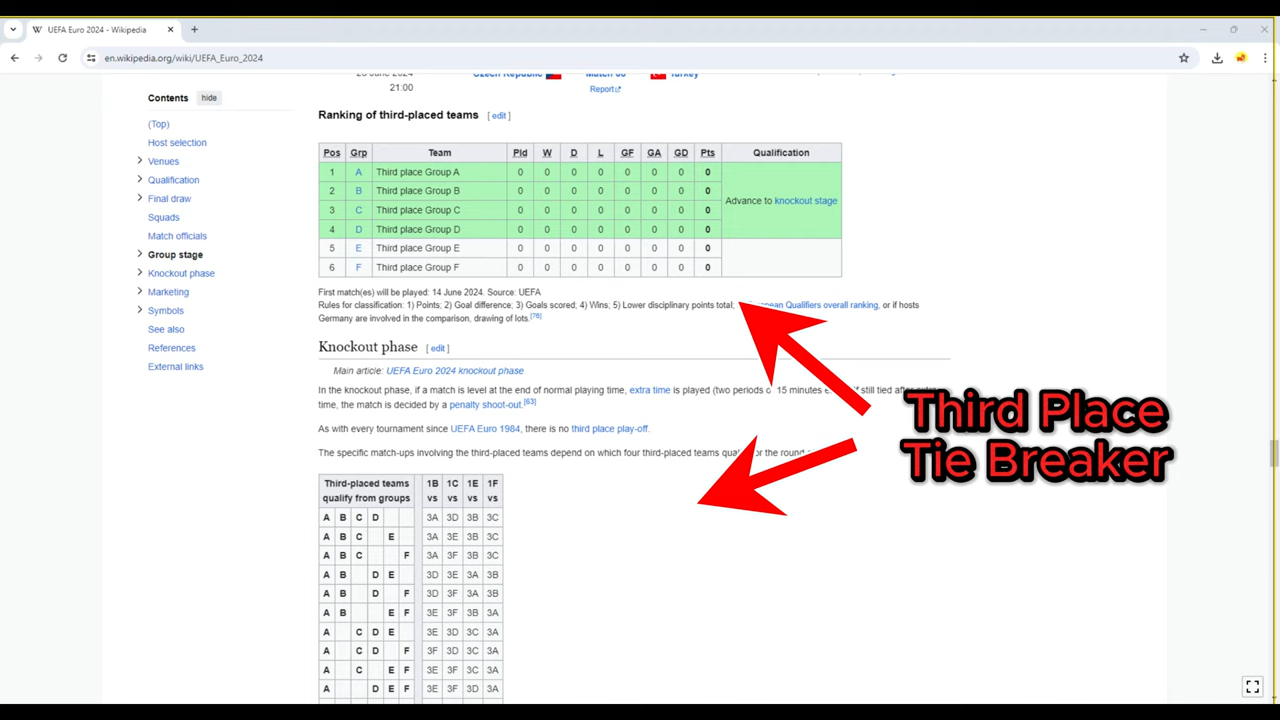 UEFA Euro 2024 - Wikipedia
en.wikipedia.org/wiki/UEFA_Euro_2024
Contents hide
(Top)
Host selection
Venues
Qualification
Final draw
Squads
Match officials
Group stage
Knockout phase
Marketing
Symbols
See also
References
External links
2024 Czech Republic Turkey
21:00 Report
Ranking of third-placed teams [ edit ]
Pos Grp Team Pld W D L GF GA GD Pts Qualification
1 A Third place Group A 0 0 0 0 0 0 0 0
2 B Third place Group B 0 0 0 0 0 0 0 0
Advance to knockout stage
3 C Third place Group C 0 0 0 0 0 0 0 0
4 D Third place Group D 0 0 0 0 0 0 0 0
5 E Third place Group E 0 0 0 0 0 0 0 0
6 F Third place Group F 0 0 0 0 0 0 0 0
First match(es) will be played: 14 June 2024. Source: UEFA
Rules for classification: 1) Points; 2) Goal difference; 3) Goals scored; 4) Wins; 5) Lower disciplinary points total; Qualifiers overall ranking, or if hosts
Germany are involved in the comparison, drawing of lots.[76]
Knockout phase [ edit ]
Main article: UEFA Euro 2024 knockout phase
In the knockout phase, if a match is level at the end of normal playing time, extra time is played (two periods 15 minutes If still tied after
time, the match is decided by a penalty shoot-out.[63]
As with every tournament since UEFA Euro 1984, there is no third place play-off.
The specific match-ups involving the third-placed teams depend on which four third-placed teams the round
Third Place
Tie Breaker
Third-placed teams 1B 1C 1E 1F
qualify from groups vs vs vs vs
A B C D 3A 3D 3B 3C
A B C E 3A 3E 3B 3C
A B C F 3A 3F 3B 3C
A B D E 3D 3E 3A 3B
A B D F 3D 3F 3A 3B
A B E F 3E 3F 3B 3A
A C D E 3E 3D 3C 3A
A C D F 3F 3D 3C 3A
A C E F 3E 3F 3C 3A
A D E F 3E 3F 3D 3A